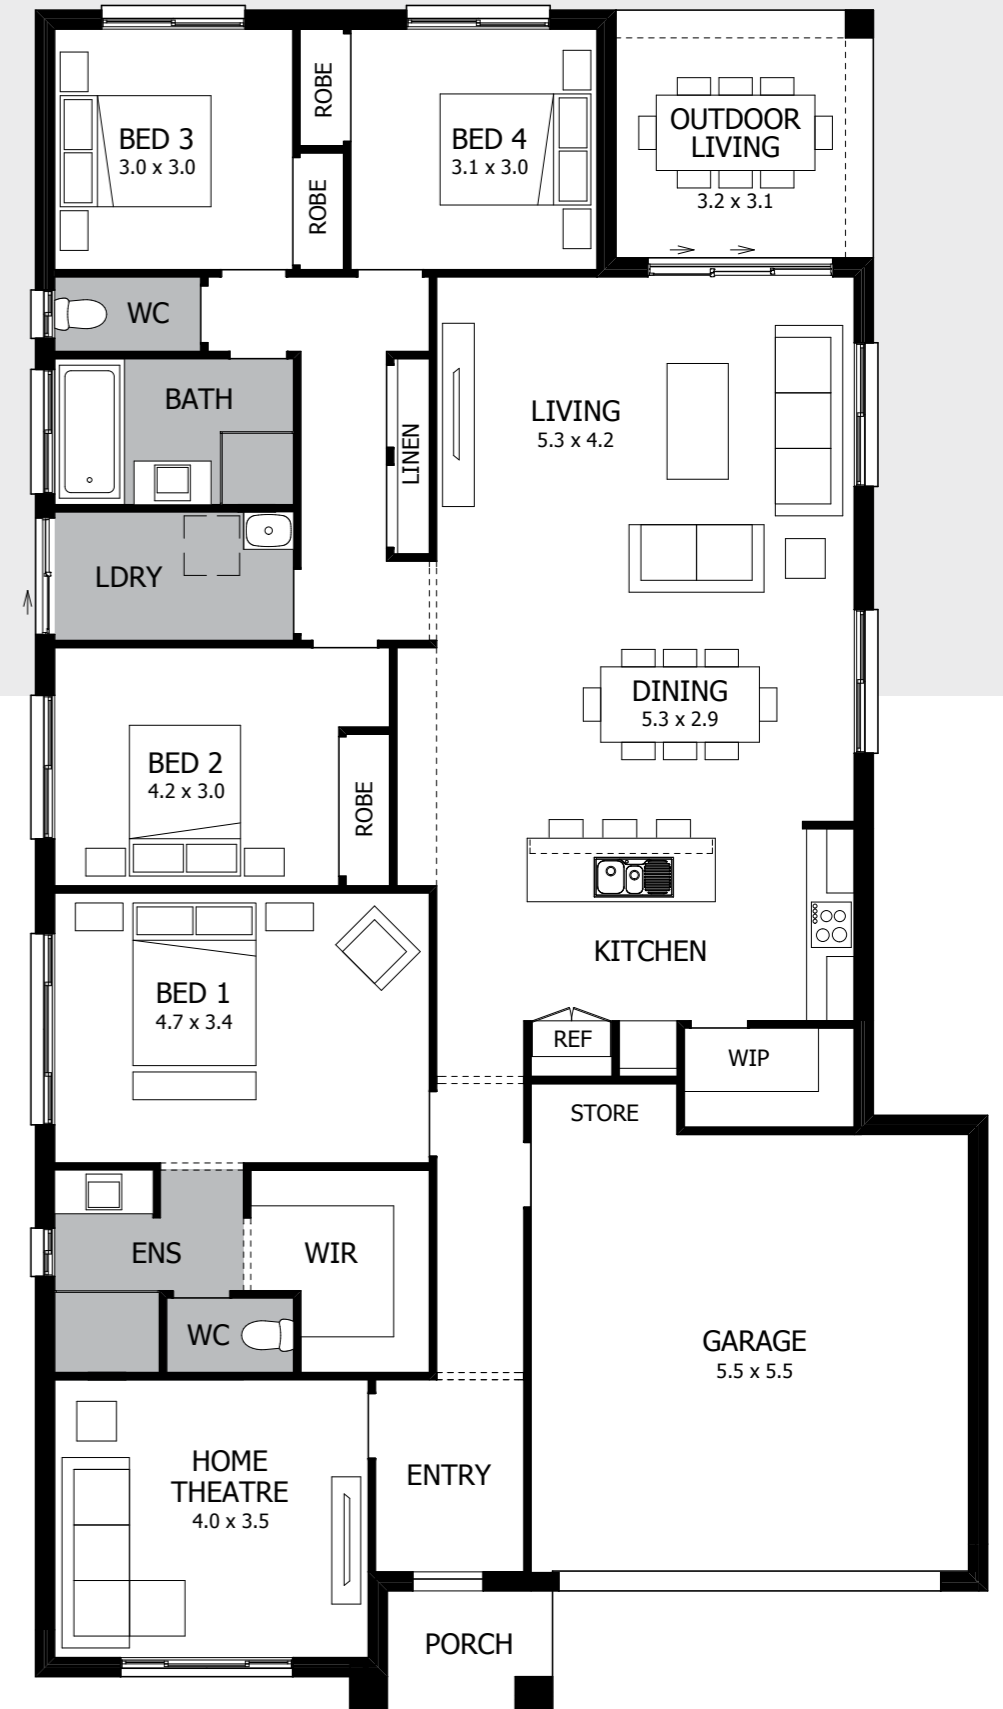 BED 3
3.0 x 3.0
ROBE
ROBE
BED 4
3.1 x 3.0
OUTDOOR
LIVING
3.2 x 3.1
WC
BATH
LINEN
LIVING
5.3 x 4.2
LDRY
DINING
5.3 x 2.9
BED 2
4.2 x 3.0
ROBE
KITCHEN
BED 1
4.7 x 3.4
REF
WIP
STORE
ENS
WIR
WC
GARAGE
5.5 x 5.5
HOME
THEATRE
4.0 x 3.5
ENTRY
PORCH